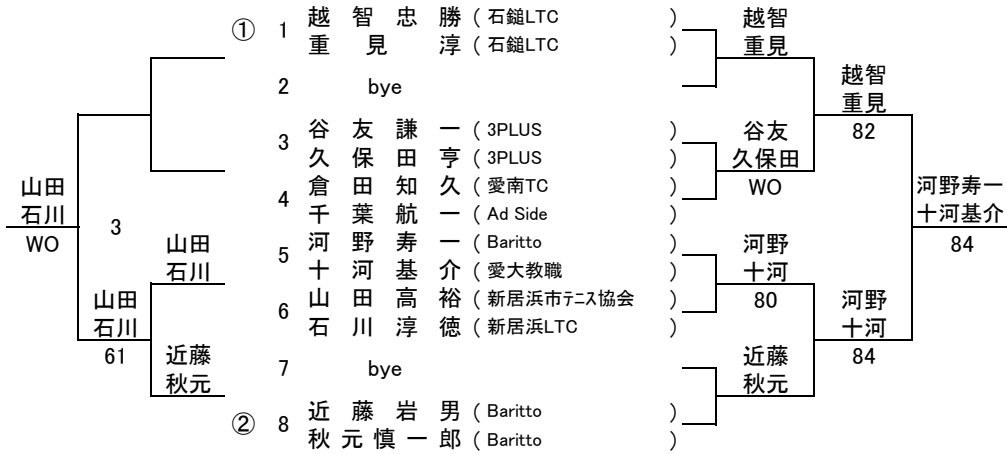 ① 1 越智忠勝 ( 石鎚LTC )
重見淳 ( 石鎚LTC )
2 bye
3 谷友謙一 ( 3PLUS )
久保田亨 ( 3PLUS )
4 倉田知久 ( 愛南TC )
千葉航一 ( Ad Side )
5 河野寿一 ( Baritto )
十河基介 ( 愛大教職 )
6 山田高裕 ( 新居浜市テニス協会 )
石川淳徳 ( 新居浜LTC )
7 bye
② 8 近藤岩男 ( Baritto )
秋元慎一郎 ( Baritto )
越智
重見
谷友
久保田
WO
河野
十河
80
近藤
秋元
越智
重見
82
河野
十河
84
河野寿一
十河基介
84
山田
石川
近藤
秋元
山田
石川
61
3
山田
石川
WO